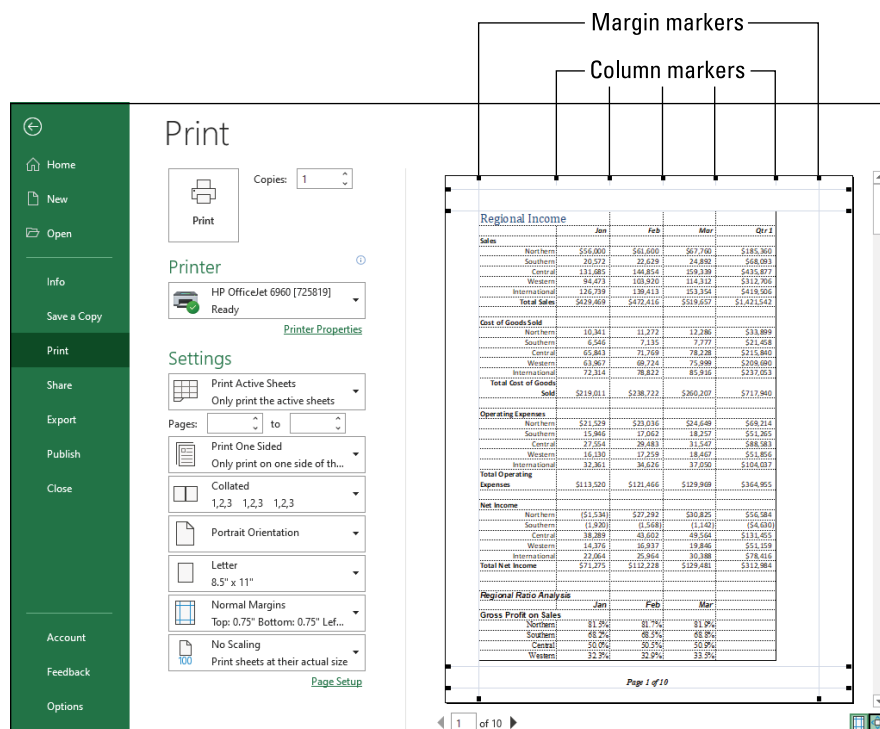 Margin markers
Column markers
Print
Home
New
Open
Info
Save a Copy
Print
Share
Export
Publish
Close
Account
Feedback
Options
Print
Copies: 1
Printer
HP OfficeJet 6960 [725819]
Ready
Printer Properties
Settings
Print Active Sheets
Only print the active sheets
Pages: to
Print One Sided
Only print on one side of th...
Collated
1,2,3 1,2,3 1,2,3
Portrait Orientation
Letter
8.5" x 11"
Normal Margins
Top: 0.75" Bottom: 0.75" Lef...
No Scaling
100
Print sheets at their actual size
Page Setup
Regional Income
Jan Feb Mar Qtr 1
Sales
Northern $56,000 $61,600 $67,760 $185,360
Southern 20,572 22,629 24,892 $68,093
Central 131,685 144,854 159,339 $435,877
Western 94,473 103,920 114,312 $312,706
International 126,739 139,413 153,354 $419,506
Total Sales $429,469 $472,416 $519,657 $1,421,542
Cost of Goods Sold
Northern 10,341 11,272 12,286 $33,899
Southern 6,546 7,135 7,777 $21,458
Central 65,843 71,769 78,228 $215,840
Western 63,967 69,724 75,999 $209,690
International 72,314 78,822 85,916 $237,053
Total Cost of Goods
Sold $219,011 $238,722 $260,207 $717,940
Operating Expenses
Northern $21,529 $23,036 $24,649 $69,214
Southern 15,946 17,062 18,257 $51,265
Central 27,554 29,483 31,547 $88,583
Western 16,130 17,259 18,467 $51,856
International 32,361 34,626 37,050 $104,037
Total Operating
Expenses $113,520 $121,466 $129,969 $364,955
Net Income
Northern ($1,534) $27,292 $30,825 $56,584
Southern (1,920) (1,568) (1,142) ($4,630)
Central 38,289 43,602 49,564 $131,455
Western 14,376 16,937 19,846 $51,159
International 22,064 25,964 30,388 $78,416
Total Net Income $71,275 $112,228 $129,481 $312,984
Regional Ratio Analysis
Jan Feb Mar
Gross Profit on Sales
Northern 81.5% 81.7% 81.9%
Southern 68.2% 68.5% 68.8%
Central 50.0% 50.5% 50.9%
Western 32.3% 32.9% 33.5%
Page 1 of 10
1 of 10